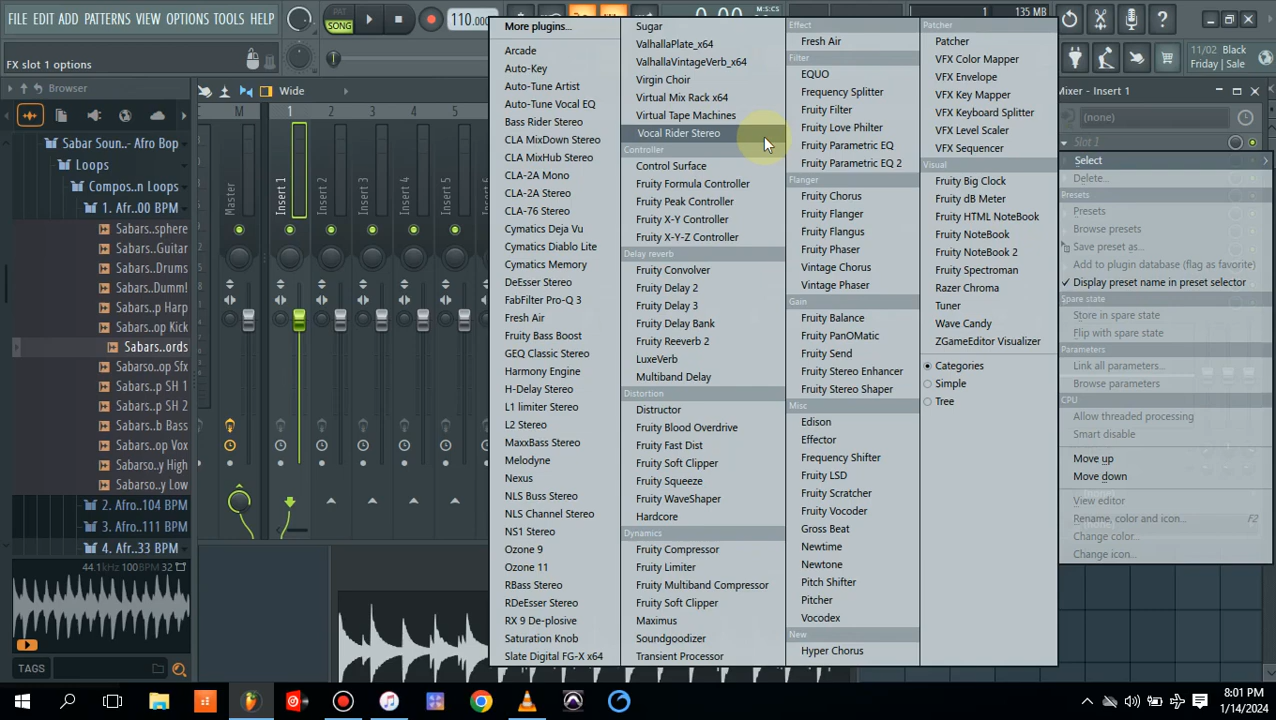 FILE EDIT ADD PATTERNS VIEW OPTIONS TOOLS HELP
PAT
SONG
110.000
135 MB
FX slot 1 options
11/02 Black
Friday | Sale
Browser
Wide
Mixer - Insert 1
Sabar Soun.. Afro Bop
Loops
Compos..n Loops
1. Afr..00 BPM
Sabars..sphere
Sabars..Guitar
Sabars..Drums
Sabars..Dumm!
Sabars..p Harp
Sabars..op Kick
Sabars...ords
Sabarso..op Sfx
Sabars..p SH 1
Sabars..p SH 2
Sabars..b Bass
Sabars..op Vox
Sabarso..y High
Sabarso..y Low
2. Afro..104 BPM
3. Afro..111 BPM
4. Afro..33 BPM
44.1kHz 100BPM 32
TAGS
M
1
2
3
4
5
Master
Insert 1
More plugins...
Arcade
Auto-Key
Auto-Tune Artist
Auto-Tune Vocal EQ
Bass Rider Stereo
CLA MixDown Stereo
CLA MixHub Stereo
CLA-2A Mono
CLA-2A Stereo
CLA-76 Stereo
Cymatics Deja Vu
Cymatics Diablo Lite
Cymatics Memory
DeEsser Stereo
FabFilter Pro-Q 3
Fresh Air
Fruity Bass Boost
GEQ Classic Stereo
Harmony Engine
H-Delay Stereo
L1 limiter Stereo
L2 Stereo
MaxxBass Stereo
Melodyne
Nexus
NLS Buss Stereo
NLS Channel Stereo
NS1 Stereo
Ozone 9
Ozone 11
RBass Stereo
RDeEsser Stereo
RX 9 De-plosive
Saturation Knob
Slate Digital FG-X x64
Sugar
ValhallaPlate_x64
ValhallaVintageVerb_x64
Virgin Choir
Virtual Mix Rack x64
Virtual Tape Machines
Vocal Rider Stereo
Controller
Control Surface
Fruity Formula Controller
Fruity Peak Controller
Fruity X-Y Controller
Fruity X-Y-Z Controller
Delay reverb
Fruity Convolver
Fruity Delay 2
Fruity Delay 3
Fruity Delay Bank
Fruity Reeverb 2
LuxeVerb
Multiband Delay
Distortion
Distructor
Fruity Blood Overdrive
Fruity Fast Dist
Fruity Soft Clipper
Fruity Squeeze
Fruity WaveShaper
Hardcore
Dynamics
Fruity Compressor
Fruity Limiter
Fruity Multiband Compressor
Fruity Soft Clipper
Maximus
Soundgoodizer
Transient Processor
Effect
Fresh Air
Filter
EQUO
Frequency Splitter
Fruity Filter
Fruity Love Philter
Fruity Parametric EQ
Fruity Parametric EQ 2
Flanger
Fruity Chorus
Fruity Flanger
Fruity Flangus
Fruity Phaser
Vintage Chorus
Vintage Phaser
Gain
Fruity Balance
Fruity PanOMatic
Fruity Send
Fruity Stereo Enhancer
Fruity Stereo Shaper
Misc
Edison
Effector
Frequency Shifter
Fruity LSD
Fruity Scratcher
Fruity Vocoder
Gross Beat
Newtime
Newtone
Pitch Shifter
Pitcher
Vocodex
New
Hyper Chorus
Patcher
Patcher
VFX Color Mapper
VFX Envelope
VFX Key Mapper
VFX Keyboard Splitter
VFX Level Scaler
VFX Sequencer
Visual
Fruity Big Clock
Fruity dB Meter
Fruity HTML NoteBook
Fruity NoteBook
Fruity NoteBook 2
Fruity Spectroman
Razer Chroma
Tuner
Wave Candy
ZGameEditor Visualizer
Categories
Simple
Tree
(none)
Slot 1
Select
Delete...
Presets
Presets
Browse presets
Save preset as...
Add to plugin database (flag as favorite)
Display preset name in preset selector
Spare state
Store in spare state
Flip with spare state
Parameters
Link all parameters...
Browse parameters
CPU
Allow threaded processing
Smart disable
Move up
Move down
View editor
Rename, color and icon... F2
Change color...
Change icon...
8:01 PM
1/14/2024